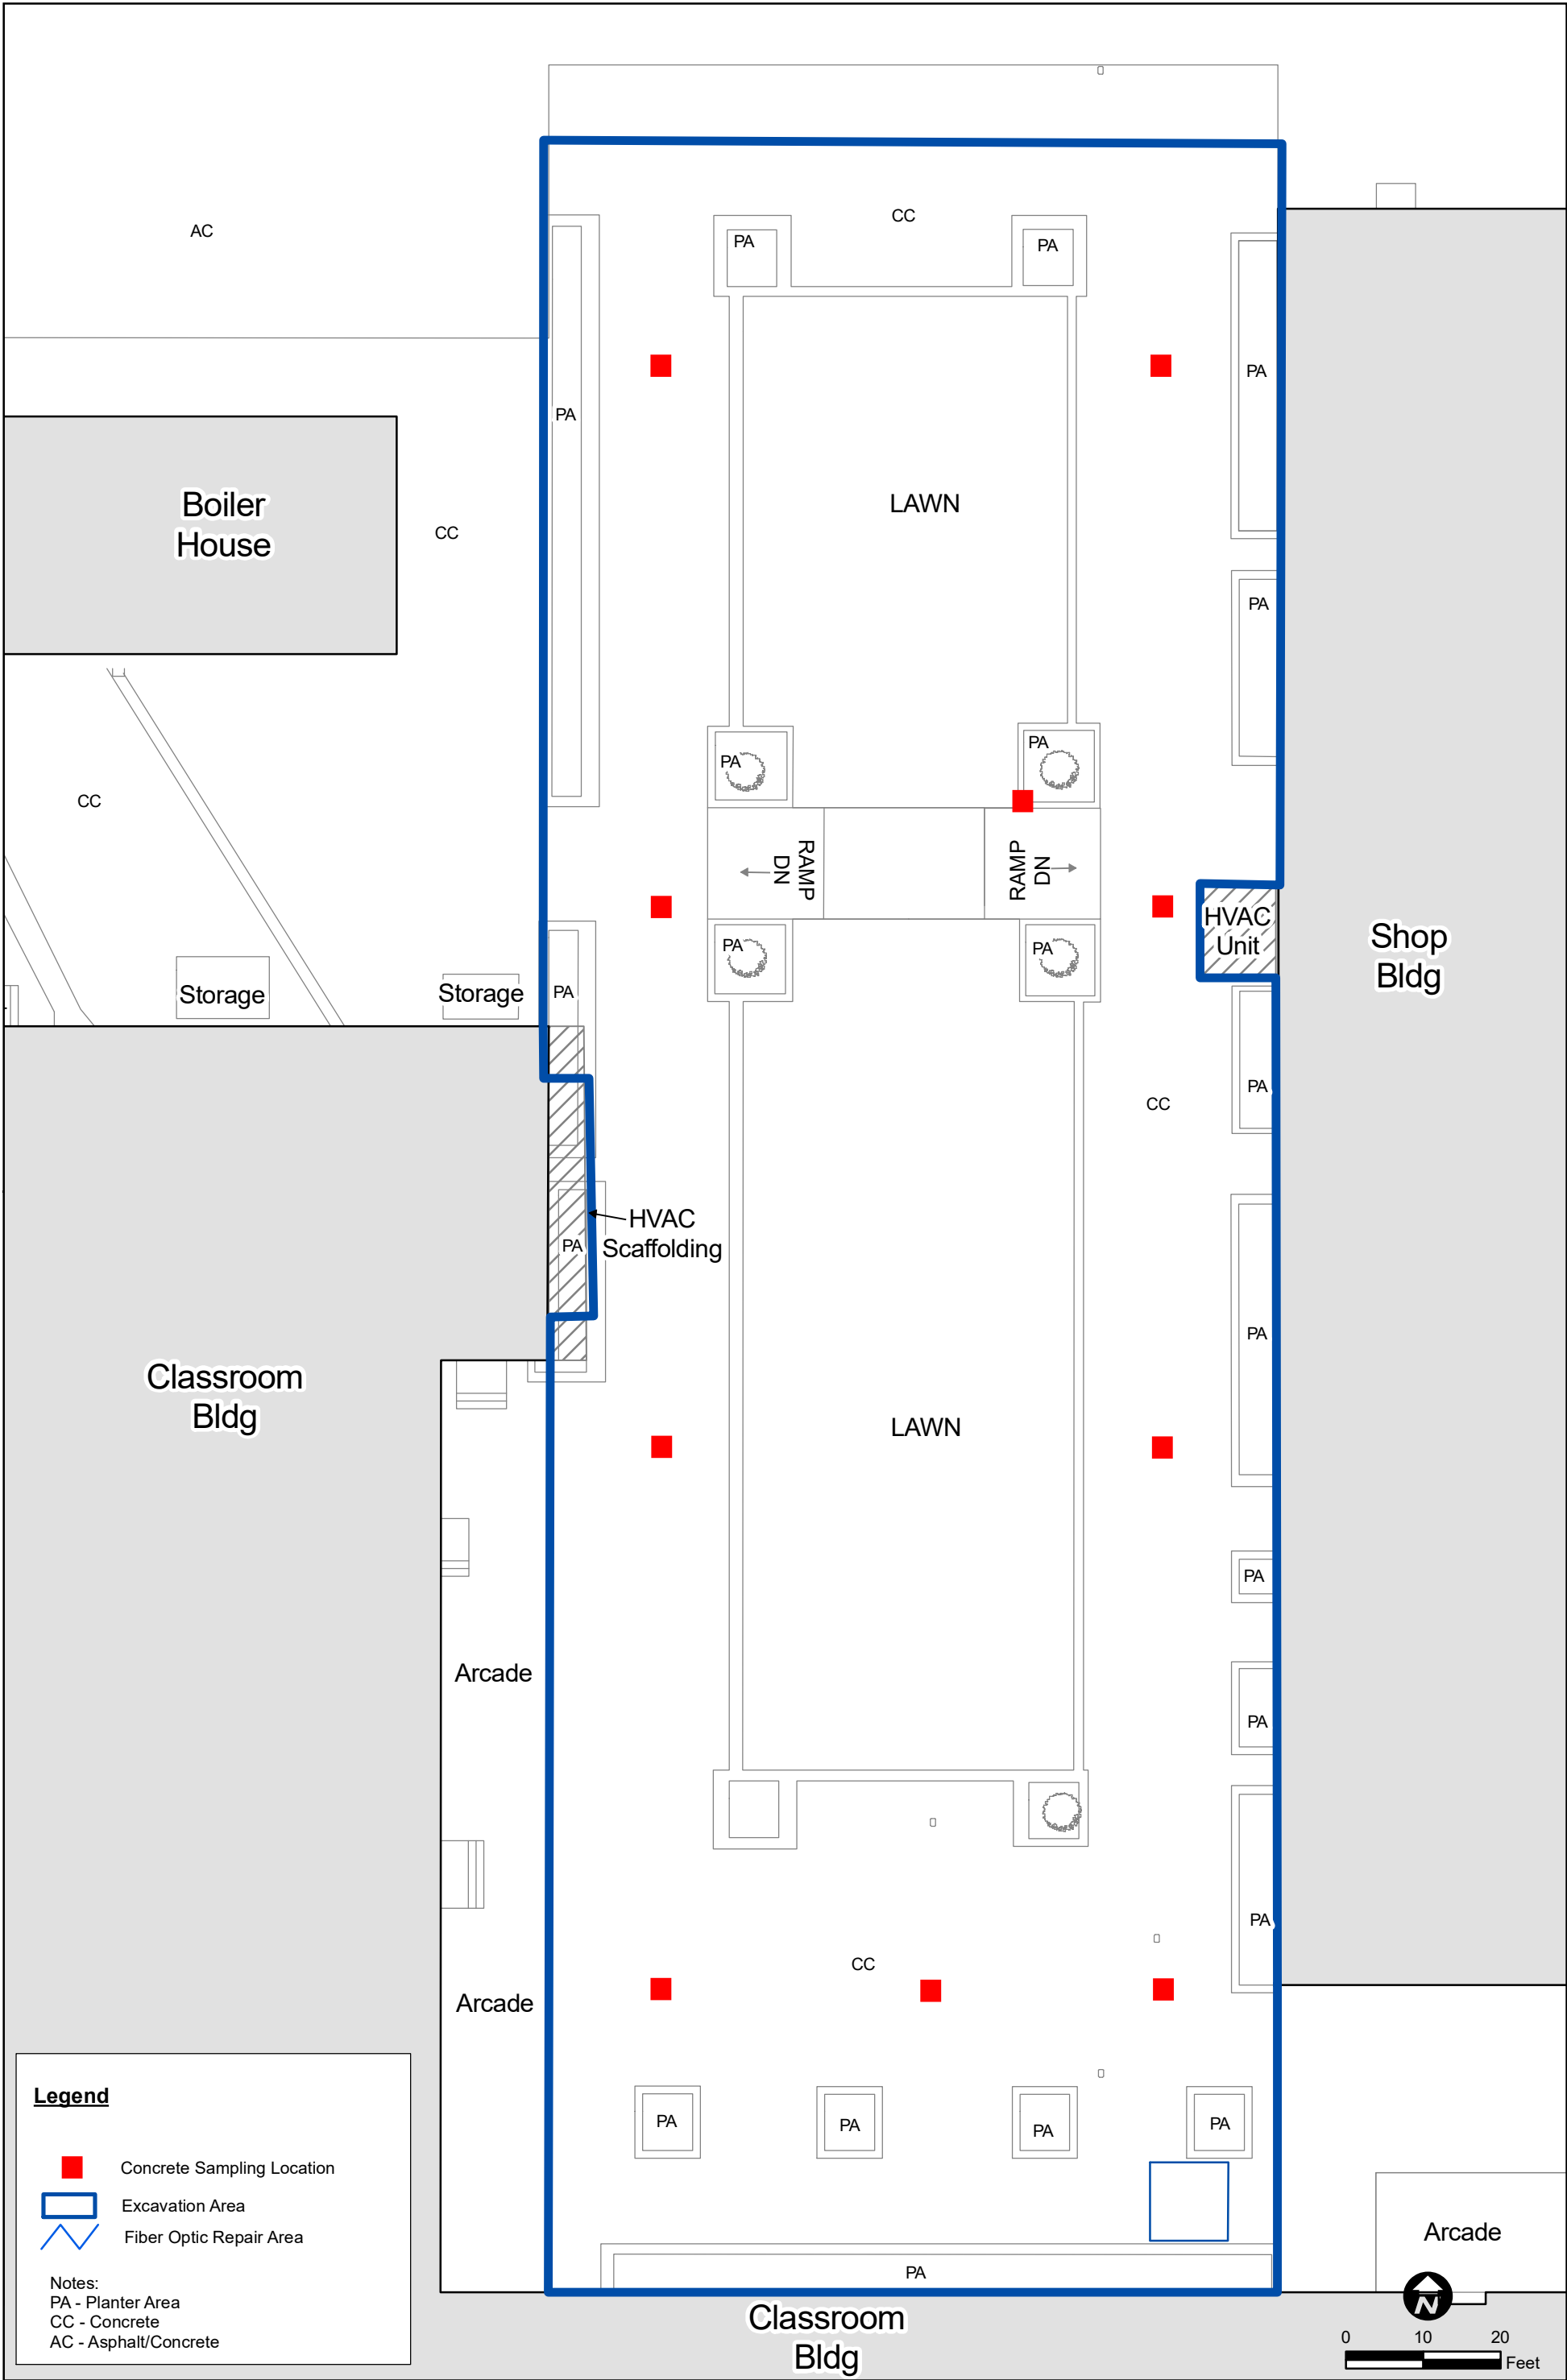 CC
AC
PA
PA
PA
PA
LAWN
Boiler
House
CC
PA
PA
PA
CC
RAMP
DN
RAMP
DN
HVAC
Unit
Shop
Bldg
PA
PA
Storage
Storage
PA
PA
CC
HVAC
Scaffolding
PA
PA
Classroom
Bldg
LAWN
PA
Arcade
PA
PA
CC
Arcade
PA
PA
PA
PA
Arcade
PA
Classroom
Bldg
Legend
Concrete Sampling Location
Excavation Area
Fiber Optic Repair Area
Notes:
PA - Planter Area
CC - Concrete
AC - Asphalt/Concrete
N
0 10 20
Feet